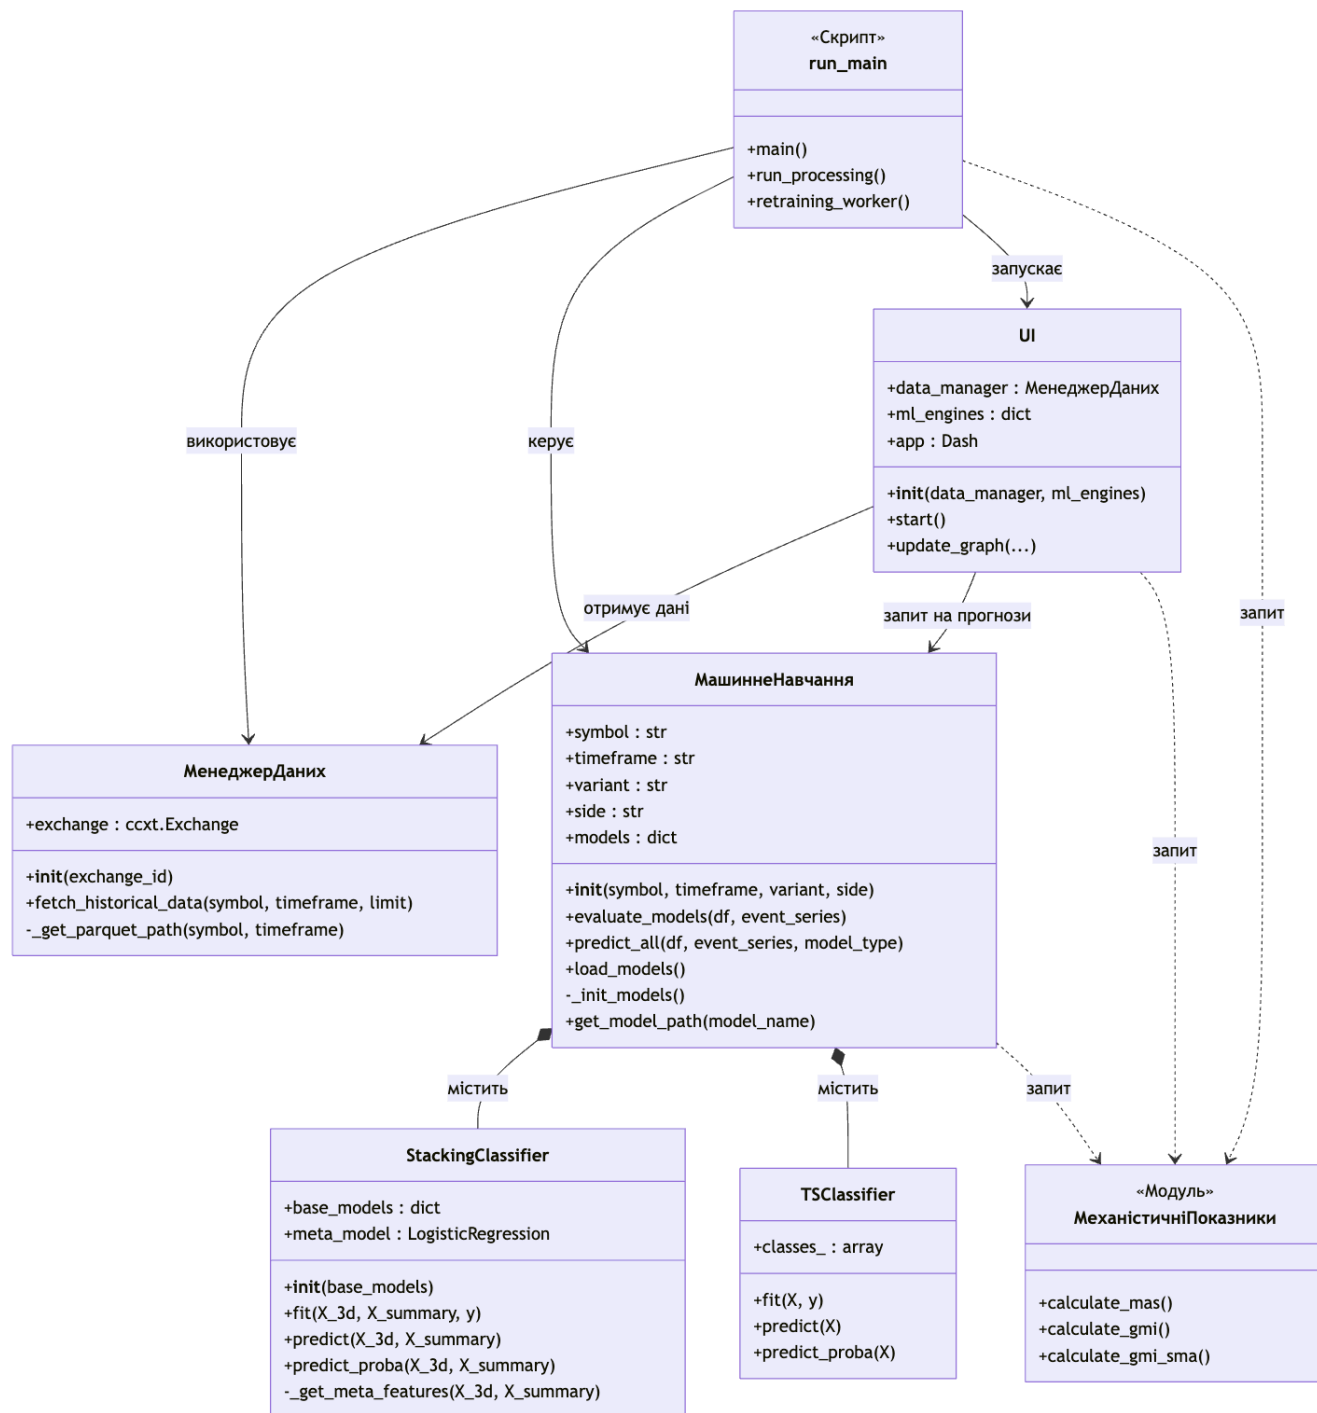 «Скрипт»
run_main
+main()
+run_processing()
+retraining_worker()
запускає
UI
+data_manager : МенеджерДаних
+ml_engines : dict
+app : Dash
+init(data_manager, ml_engines)
+start()
+update_graph(...)
використовує
керує
отримує дані
запит на прогнози
запит
МашиннеНавчання
+symbol : str
+timeframe : str
+variant : str
+side : str
+models : dict
+init(symbol, timeframe, variant, side)
+evaluate_models(df, event_series)
+predict_all(df, event_series, model_type)
+load_models()
-_init_models()
+get_model_path(model_name)
МенеджерДаних
+exchange : ccxt.Exchange
+init(exchange_id)
+fetch_historical_data(symbol, timeframe, limit)
-_get_parquet_path(symbol, timeframe)
запит
містить
містить
запит
StackingClassifier
+base_models : dict
+meta_model : LogisticRegression
+init(base_models)
+fit(X_3d, X_summary, y)
+predict(X_3d, X_summary)
+predict_proba(X_3d, X_summary)
-_get_meta_features(X_3d, X_summary)
TSClassifier
+classes_ : array
+fit(X, y)
+predict(X)
+predict_proba(X)
«Модуль»
МеханістичніПоказники
+calculate_mas()
+calculate_gmi()
+calculate_gmi_sma()